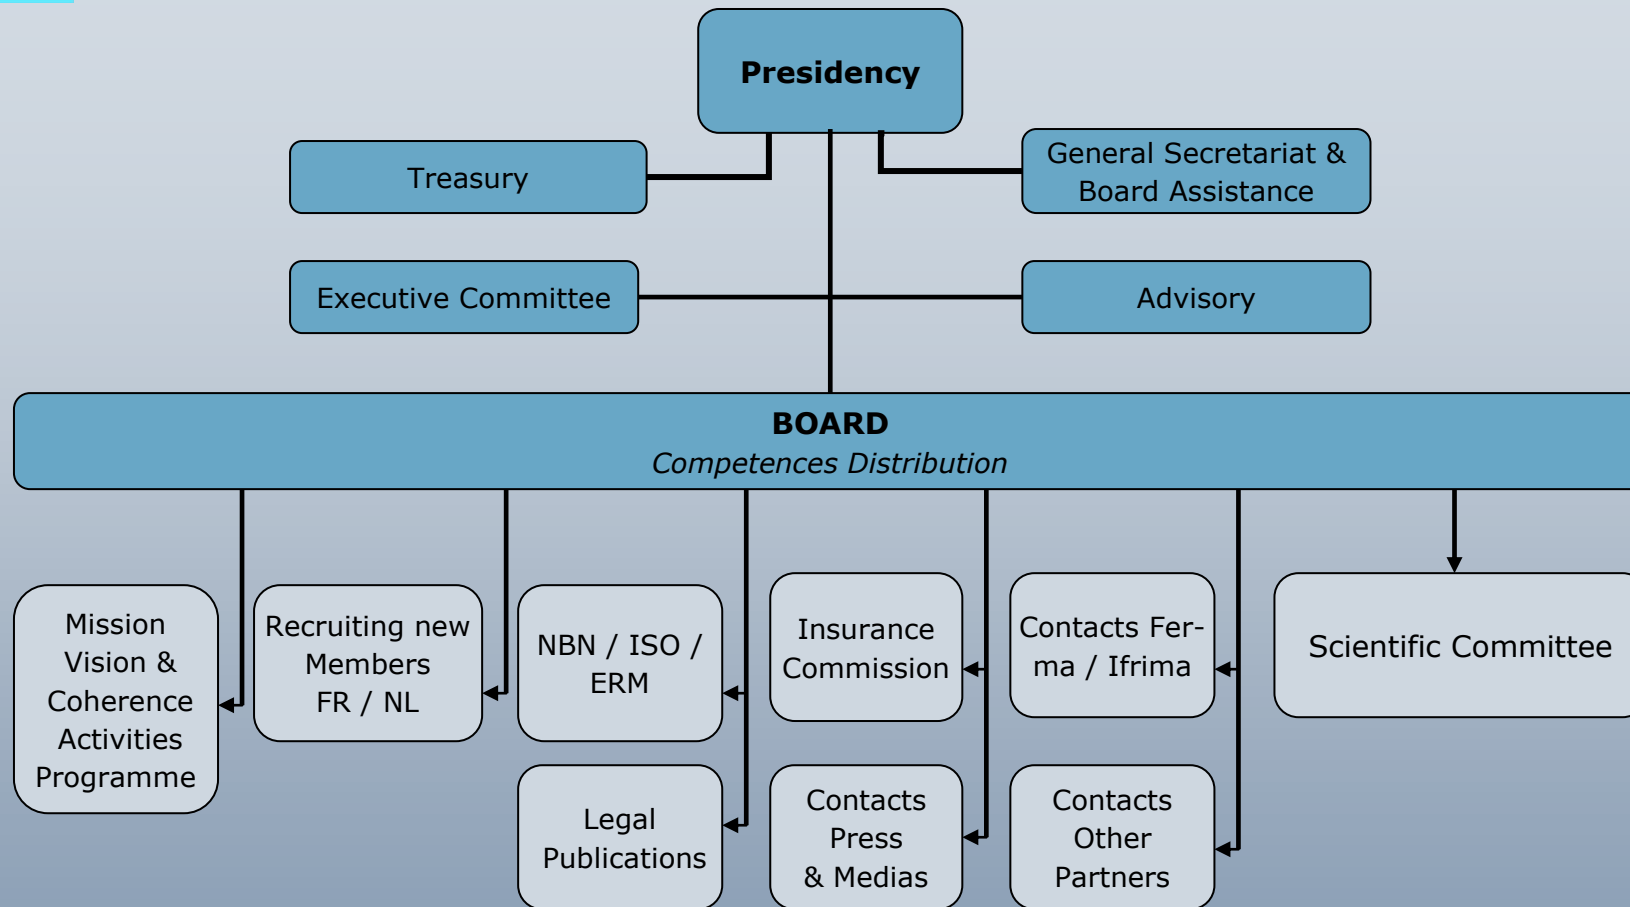 Presidency
Treasury
General Secretariat &
Board Assistance
Executive Committee
Advisory
BOARD
Competences Distribution
Mission
Vision &
Coherence
Activities
Programme
Recruiting new
Members
FR / NL
NBN / ISO /
ERM
Insurance
Commission
Contacts Fer-
ma / Ifrima
Scientific Committee
Legal
Publications
Contacts
Press
& Medias
Contacts
Other
Partners